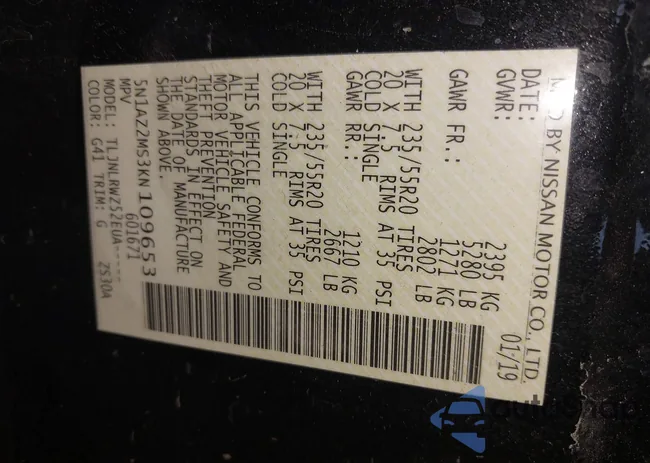 MFD BY NISSAN MOTOR CO., LTD.
DATE: 01/19
GVWR: 2395 KG
5280 LB
GAWR FR.: 1271 KG
2802 LB
WITH 235/55R20 TIRES
20 X 7.5 RIMS AT 35 PSI
COLD SINGLE
GAWR RR.: 1210 KG
2667 LB
WITH 235/55R20 TIRES
20 X 7.5 RIMS AT 35 PSI
COLD SINGLE
THIS VEHICLE CONFORMS TO
ALL APPLICABLE FEDERAL
MOTOR VEHICLE SAFETY AND
THEFT PREVENTION
STANDARDS IN EFFECT ON
THE DATE OF MANUFACTURE
SHOWN ABOVE.
5N1AZ2MS3KN109653
MPV 601671
MODEL: TLJNLRWZ52EUA-----
COLOR: G41 TRIM: G ZS30A